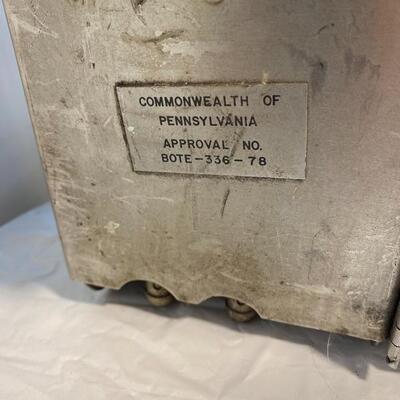 COMMONWEALTH OF
PENNSYLVANIA
APPROVAL NO.
BOTE-336-78